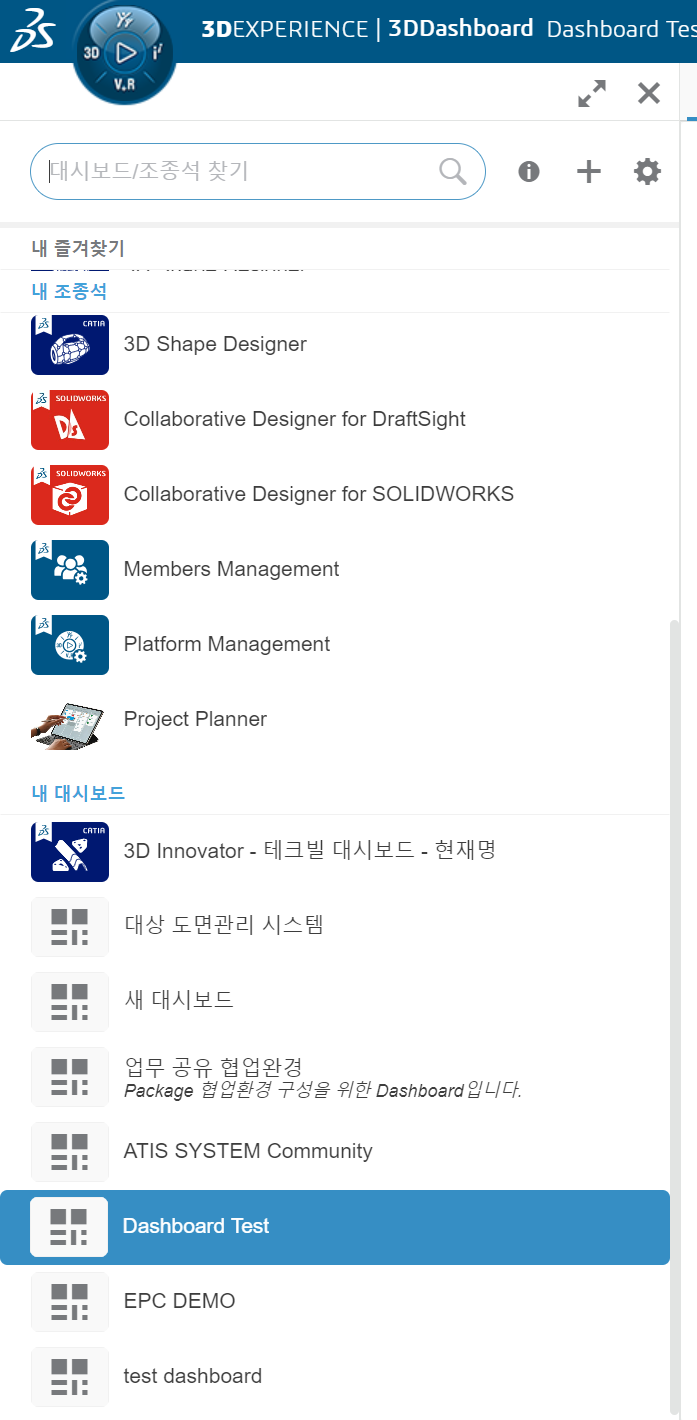 3DEXPERIENCE | 3DDashboard Dashboard Tes
3D
V.R
대시보드/조종석 찾기
내 즐겨찾기
내 조종석
CATIA
3D Shape Designer
SOLIDWORKS
Collaborative Designer for DraftSight
SOLIDWORKS
Collaborative Designer for SOLIDWORKS
Members Management
Platform Management
Project Planner
내 대시보드
CATIA
3D Innovator - 테크빌 대시보드 - 현재명
대상 도면관리 시스템
새 대시보드
업무 공유 협업완경
Package 협업환경 구성을 위한 Dashboard입니다.
ATIS SYSTEM Community
Dashboard Test
EPC DEMO
test dashboard